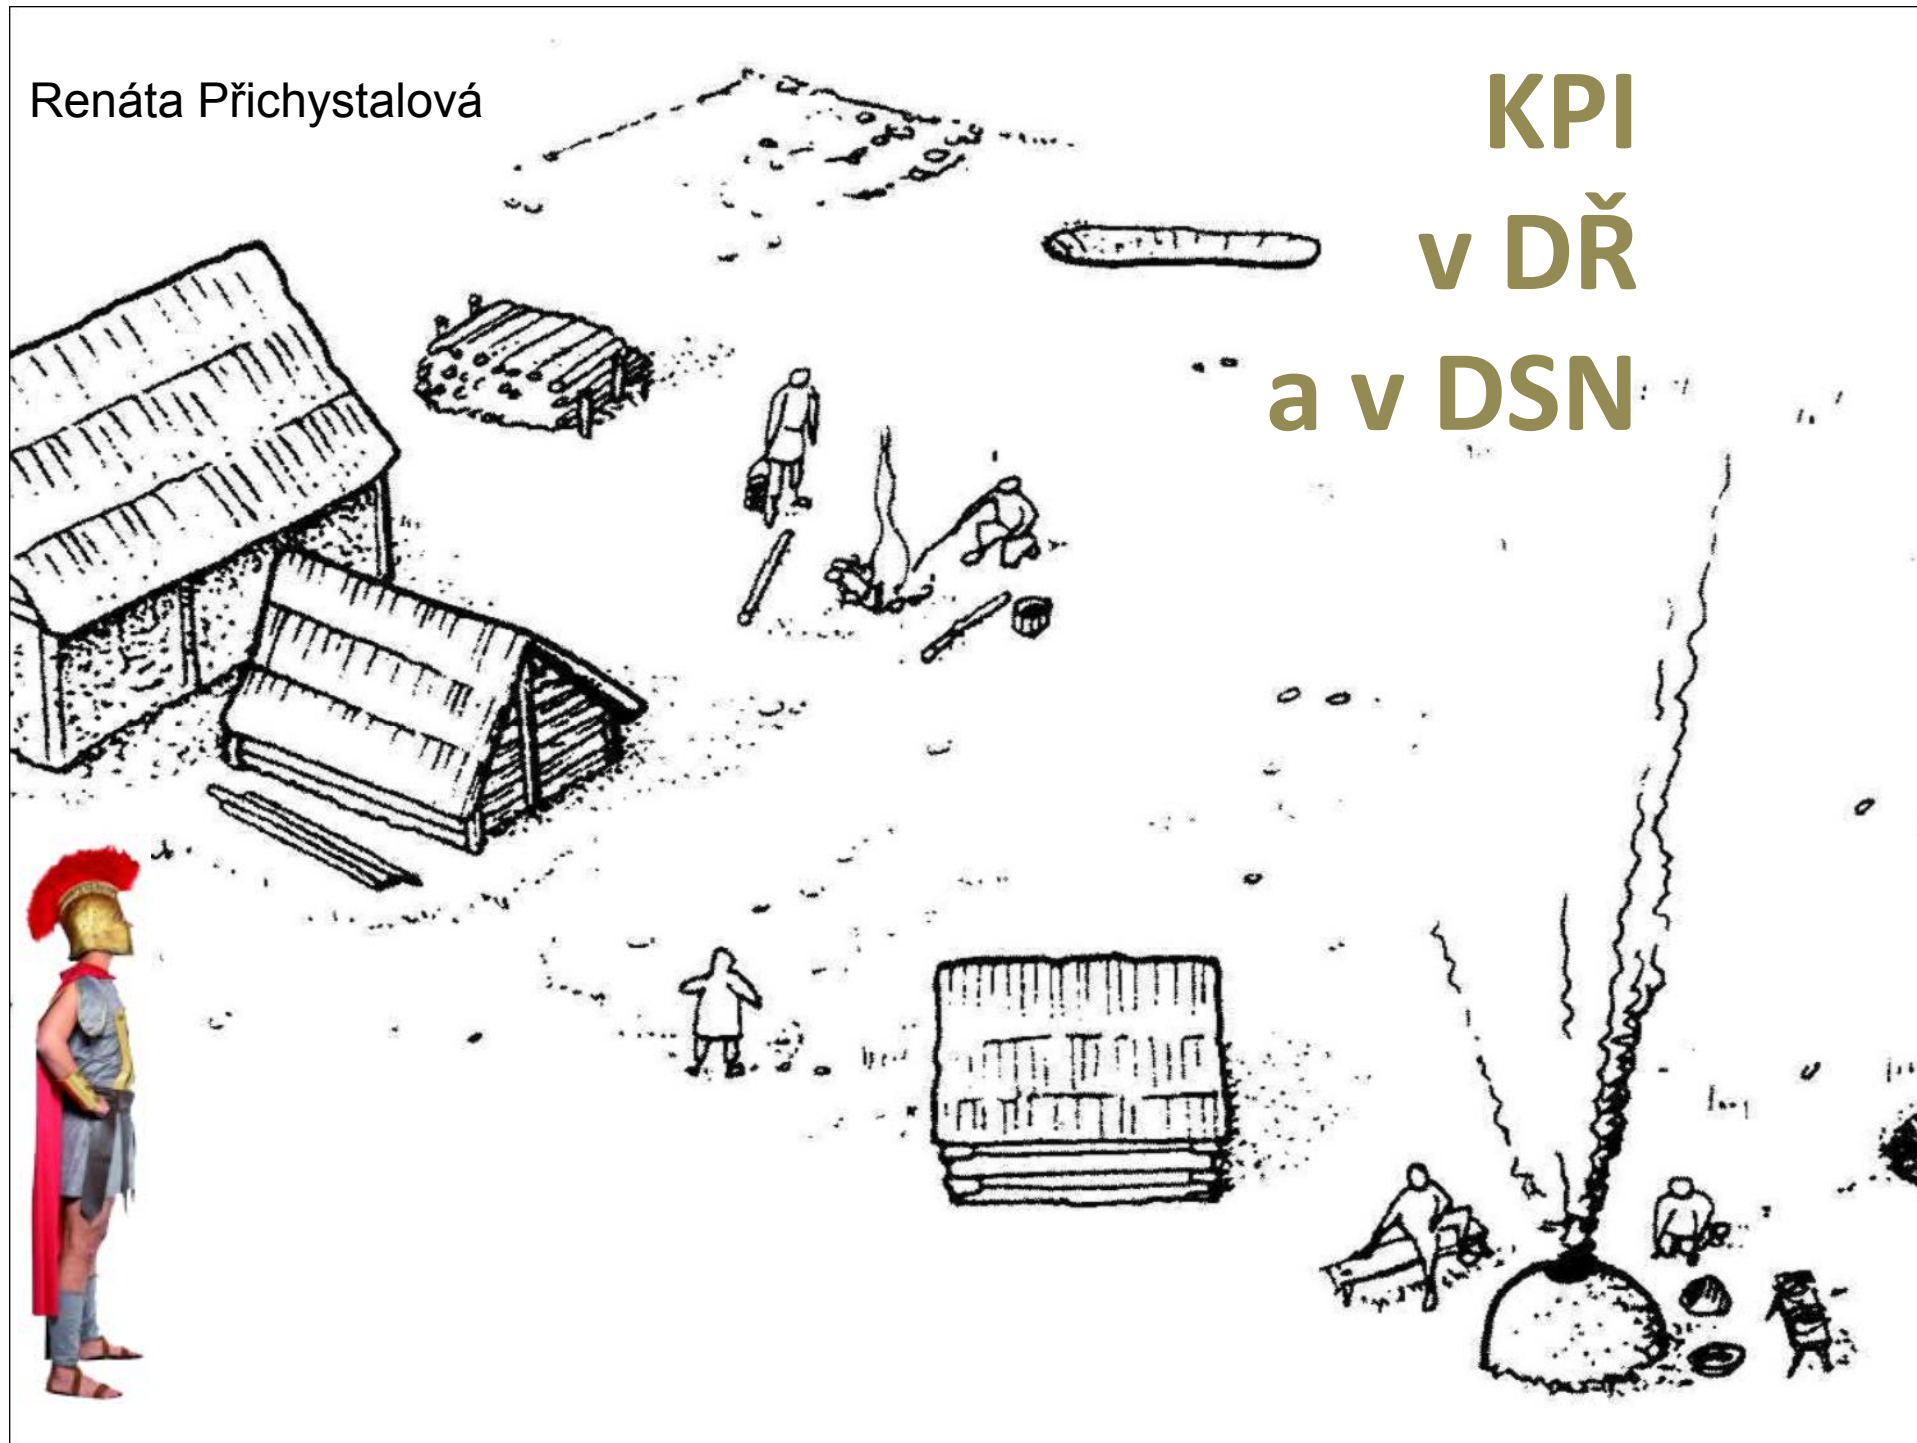 Renáta Přichystalová
KPI
v DŘ
a v DSN